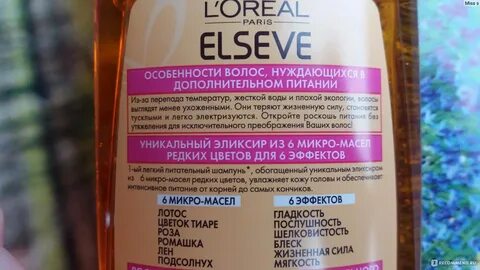 Miss s
L'ORÉAL
PARIS
ELSEVE
ОСОБЕННОСТИ ВОЛОС, НУЖДАЮЩИХСЯ В
ДОПОЛНИТЕЛЬНОМ ПИТАНИИ
Из-за перепада температур, жесткой воды и плохой экологии, волосы
выглядят менее ухоженными. Они теряют жизненную силу, становятся
тусклыми и легко электризуются. Откройте роскошь питания без
утяжеления для исключительного преображения Ваших волос!
УНИКАЛЬНЫЙ ЭЛИКСИР ИЗ 6 МИКРО-МАСЕЛ
РЕДКИХ ЦВЕТОВ ДЛЯ 6 ЭФФЕКТОВ
1-ый легкий питательный шампунь*, обогащенный уникальным эликсиром
из 6 микро-масел редких цветов, увлажняет кожу головы и обеспечивает
интенсивное питание от корней до самых кончиков.
6 МИКРО-МАСЕЛ 6 ЭФФЕКТОВ
ЛОТОС ГЛАДКОСТЬ
ЦВЕТОК ТИАРЕ ПОСЛУШНОСТЬ
РОЗА ШЕЛКОВИСТОСТЬ
РОМАШКА БЛЕСК
ЛЕН ЖИЗНЕННАЯ СИЛА
ПОДСОЛНУХ МЯГКОСТЬ
IRECOMMEND.RU